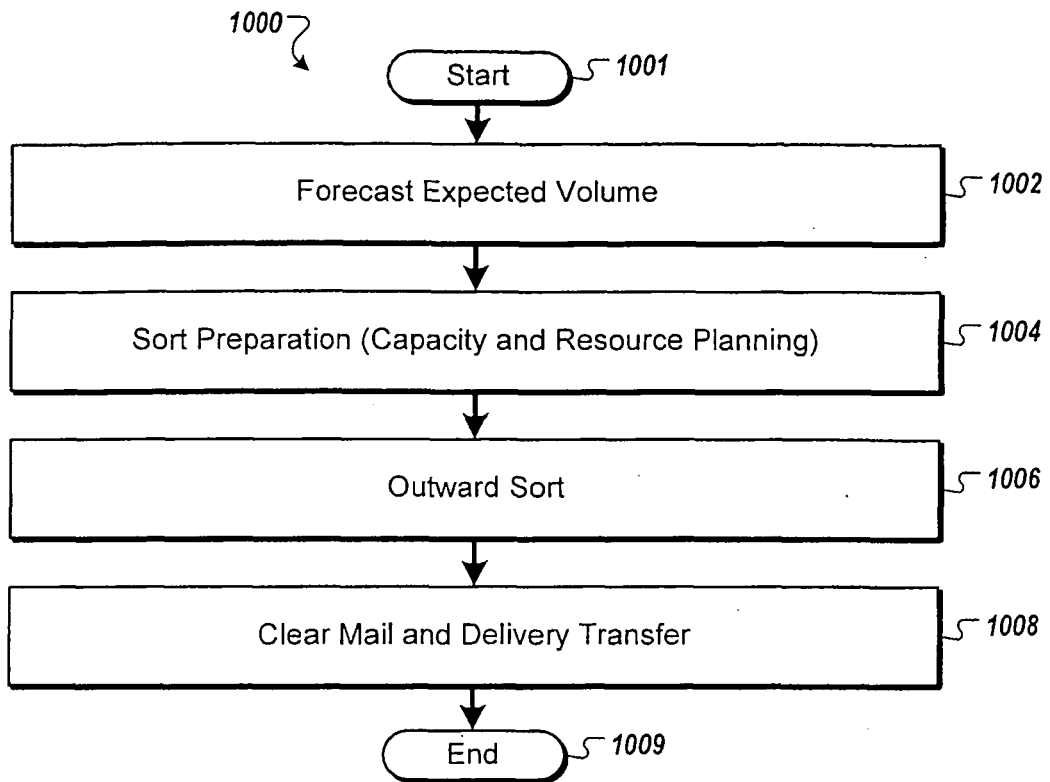 1000
Start
1001
Forecast Expected Volume
1002
Sort Preparation (Capacity and Resource Planning)
1004
Outward Sort
1006
Clear Mail and Delivery Transfer
1008
End
1009